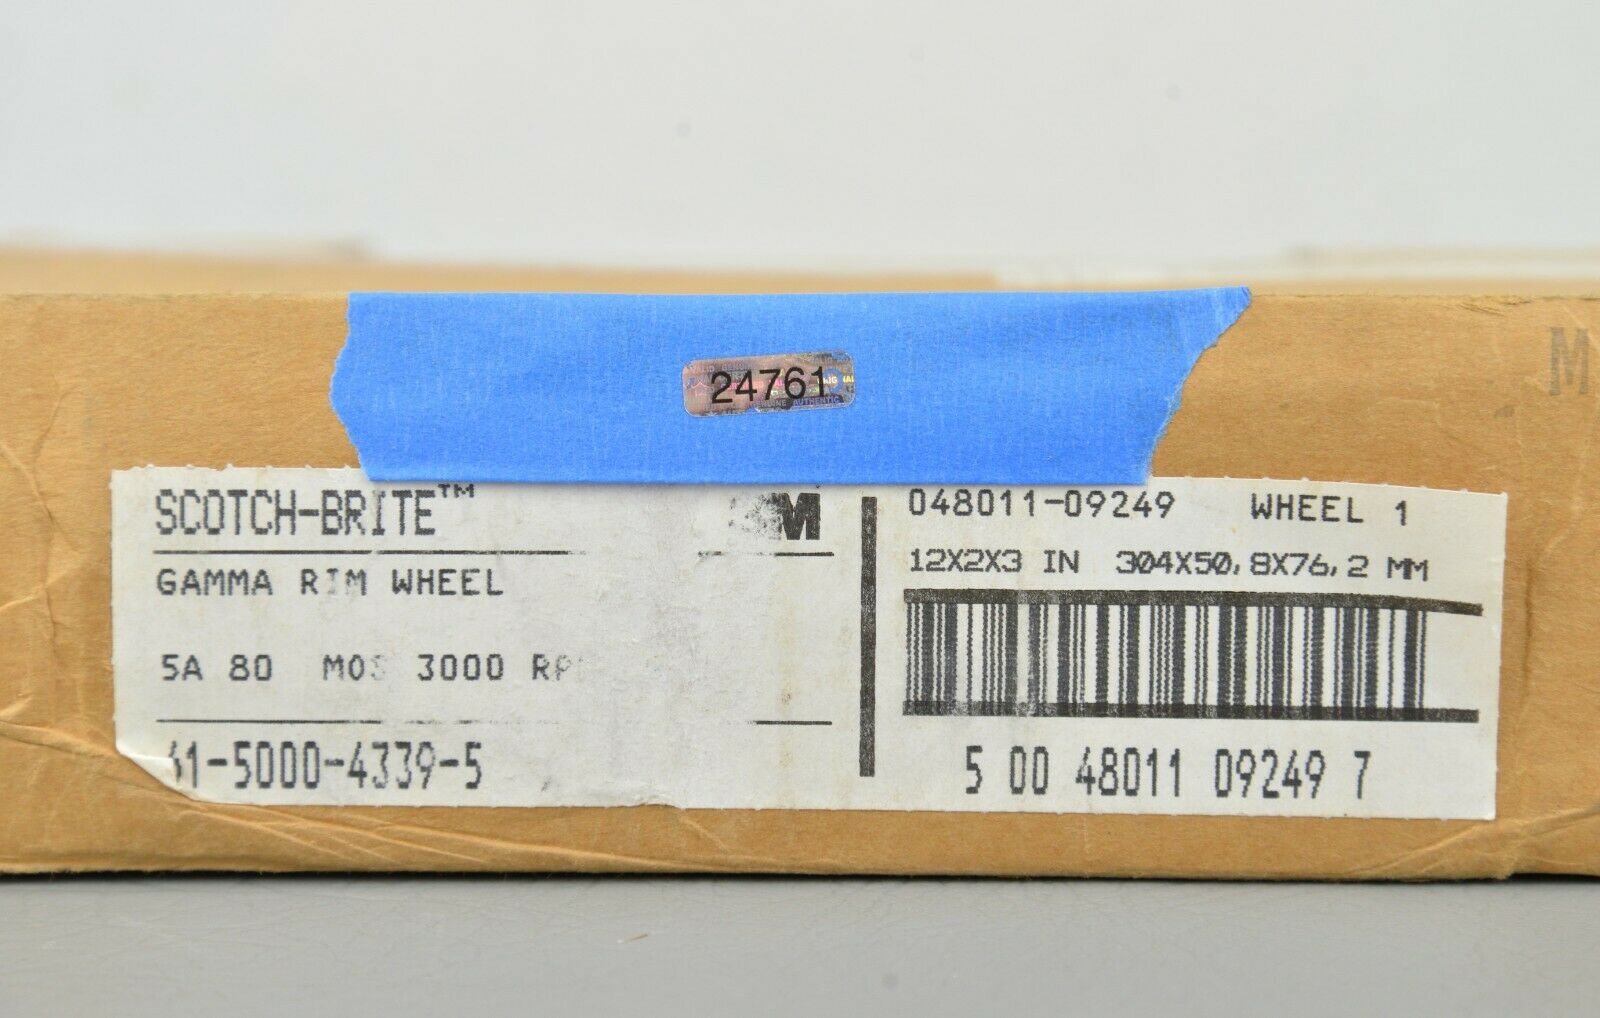 24761
SCOTCH-BRITE™ 3M
GAMMA RIM WHEEL
5A 80 MOS 3000
61-5000-4339-5
048011-09249 WHEEL 1
12X2X3 IN 304X50,8X76,2 MM
5 00 48011 09249 7
M